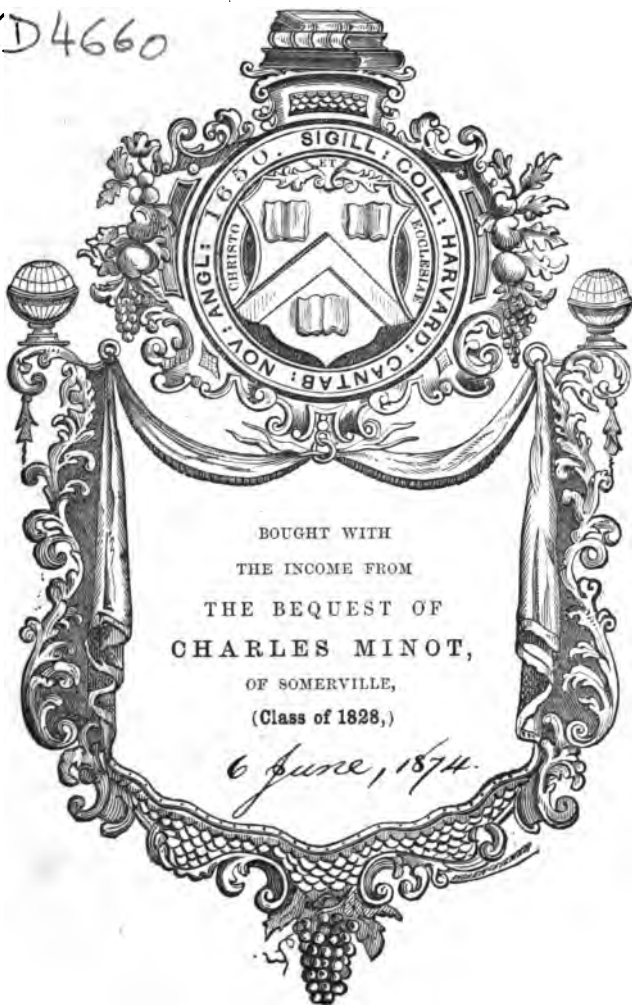 D4660
SIGILL: COLL: HARVARD: CANTAB: NOV: ANGL: 1650.
ET
CHRISTO
ECCLESIAE
BOUGHT WITH
THE INCOME FROM
THE BEQUEST OF
CHARLES MINOT,
OF SOMERVILLE,
(Class of 1828,)
6 June, 1874.